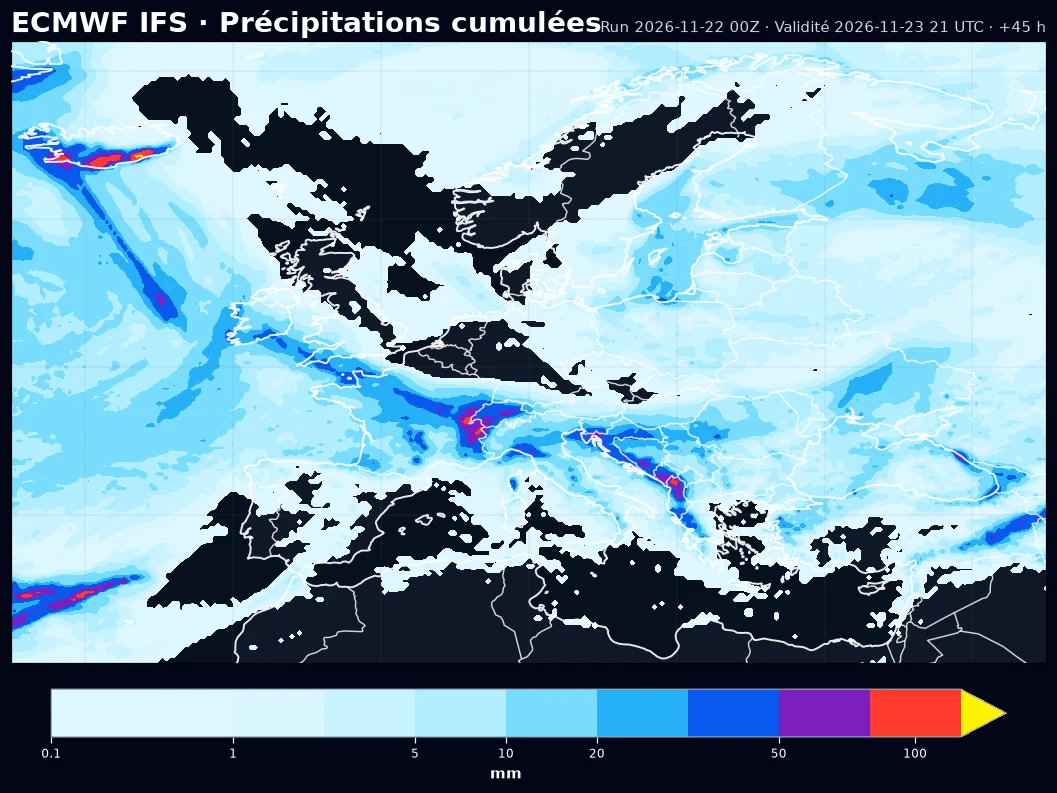 ECMWF IFS · Précipitations cumulées
Run 2026-11-22 00Z · Validité 2026-11-23 21 UTC · +45 h
0.1 1 5 10 20 50 100
mm